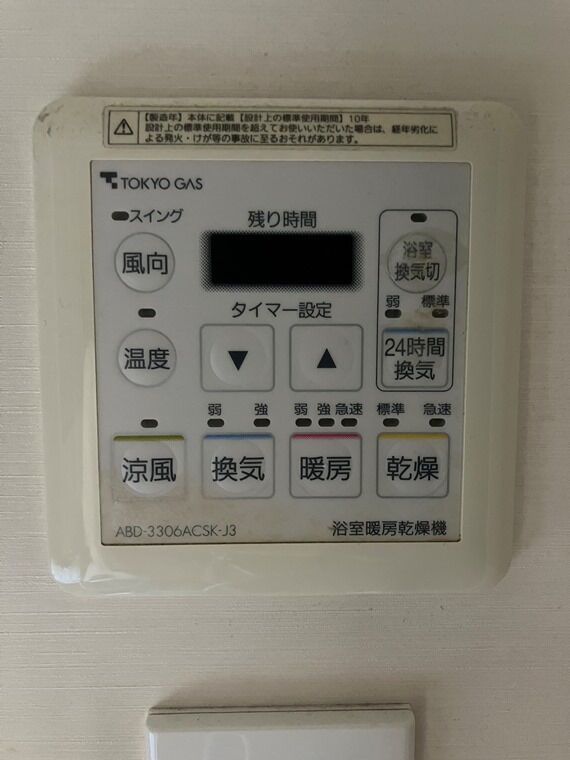 【製造年】本体に記載【設計上の標準使用期間】10年
設計上の標準使用期間を超えてお使いいただいた場合は、経年劣化に
よる発火・けが等の事故に至るおそれがあります。
TOKYO GAS
スイング
残り時間
風向
浴室
換気切
タイマー設定
弱 標準
温度
▼
▲
24時間
換気
弱 強
弱 強 急速
標準 急速
涼風
換気
暖房
乾燥
ABD-3306ACSK-J3
浴室暖房乾燥機